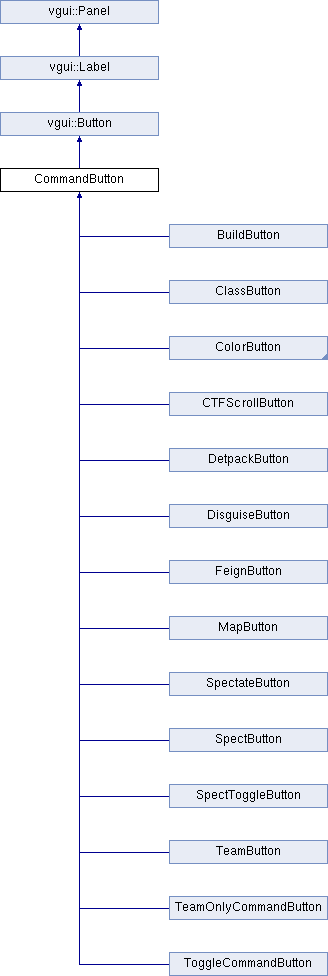 vgui::Panel
vgui::Label
vgui::Button
CommandButton
BuildButton
ClassButton
ColorButton
CTFScrollButton
DetpackButton
DisguiseButton
FeignButton
MapButton
SpectateButton
SpectButton
SpectToggleButton
TeamButton
TeamOnlyCommandButton
ToggleCommandButton